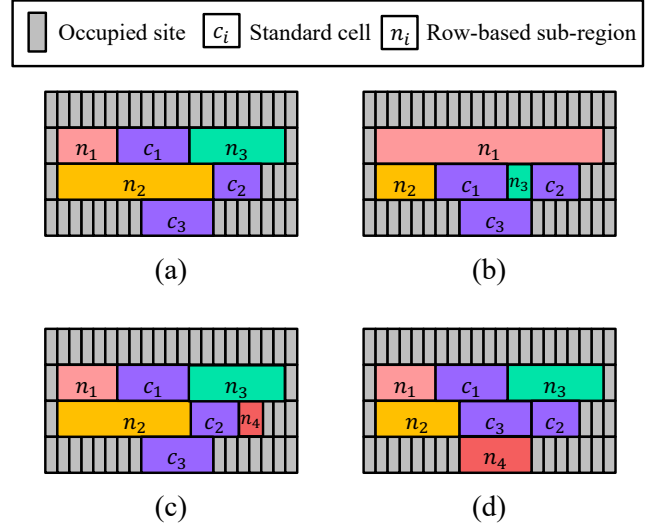 Occupied site c_i Standard cell n_i Row-based sub-region
n_1 c_1 n_3
n_2 c_2
c_3
(a)
n_1
n_2 c_1 n_3 c_2
c_3
(b)
n_1 c_1 n_3
n_2 c_2 n_4
c_3
(c)
n_1 c_1 n_3
n_2 c_3 c_2
n_4
(d)